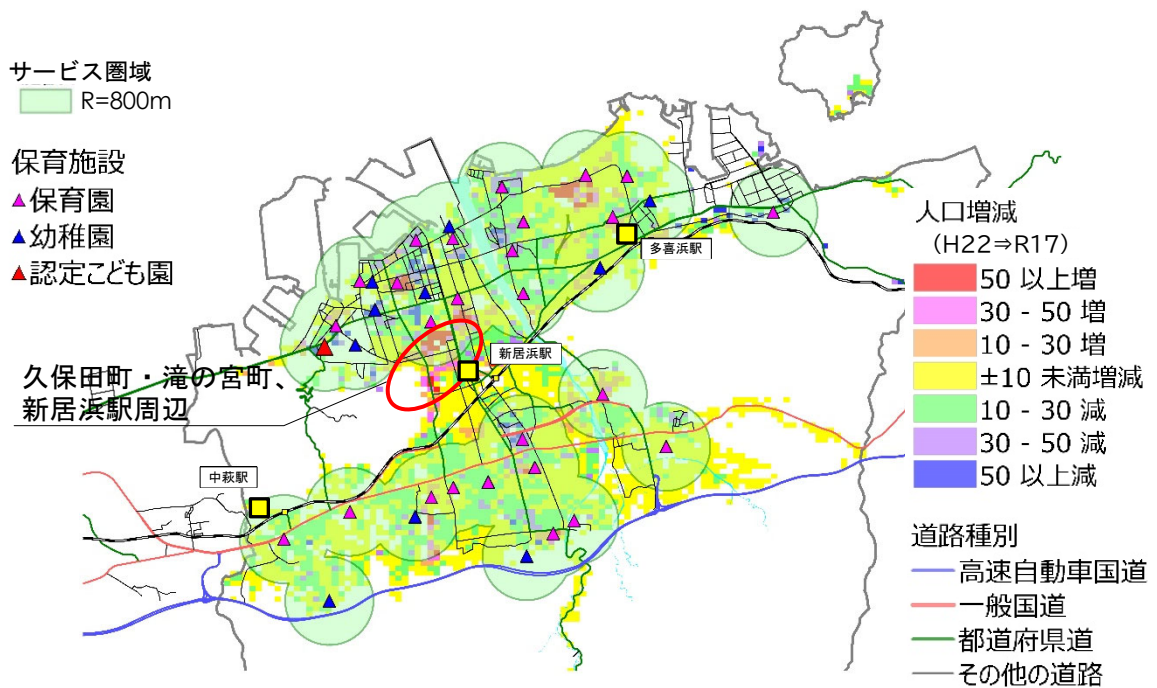 サービス圏域
R=800m
保育施設
保育園
幼稚園
認定こども園
久保田町・滝の宮町、
新居浜駅周辺
多喜浜駅
新居浜駅
中萩駅
人口増減
（H22⇒R17）
50 以上増
30 - 50 増
10 - 30 増
±10 未満増減
10 - 30 減
30 - 50 減
50 以上減
道路種別
高速自動車国道
一般国道
都道府県道
その他の道路